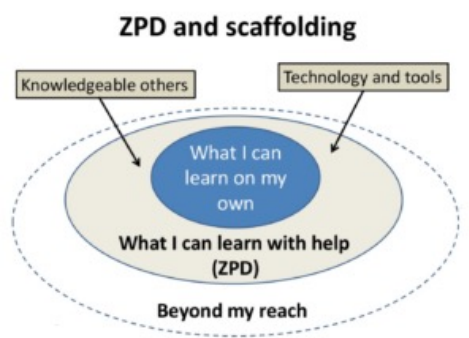 ZPD and scaffolding
Knowledgeable others
Technology and tools
What I can
learn on my
own
What I can learn with help
(ZPD)
Beyond my reach